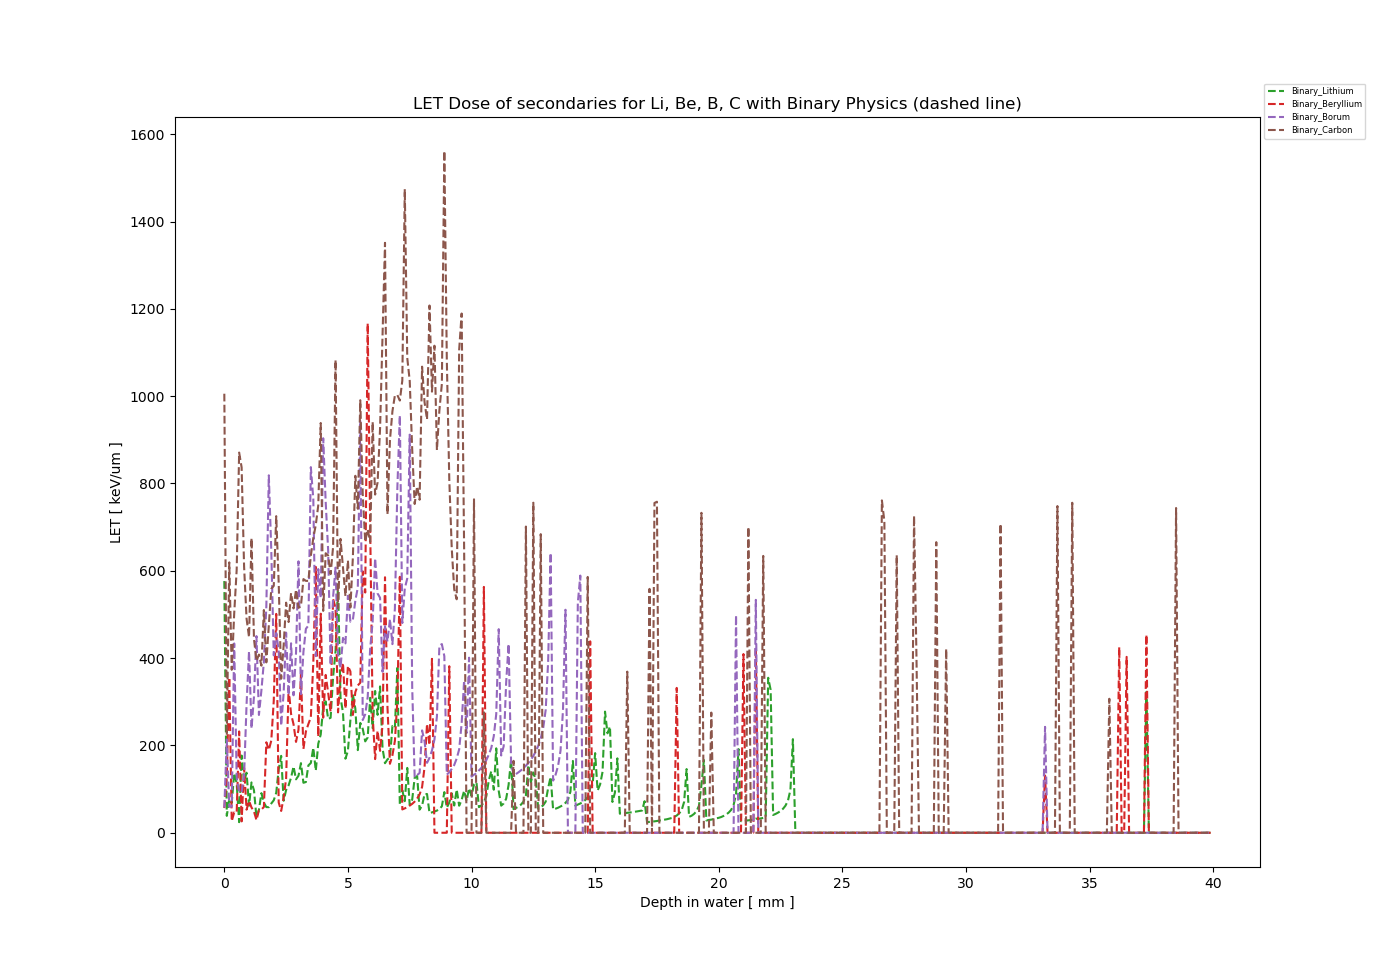 LET Dose of secondaries for Li, Be, B, C with Binary Physics (dashed line)
Binary_Lithium
Binary_Beryllium
Binary_Borum
Binary_Carbon
1600
1400
1200
1000
800
600
400
200
0
LET [ keV/um ]
0 5 10 15 20 25 30 35 40
Depth in water [ mm ]